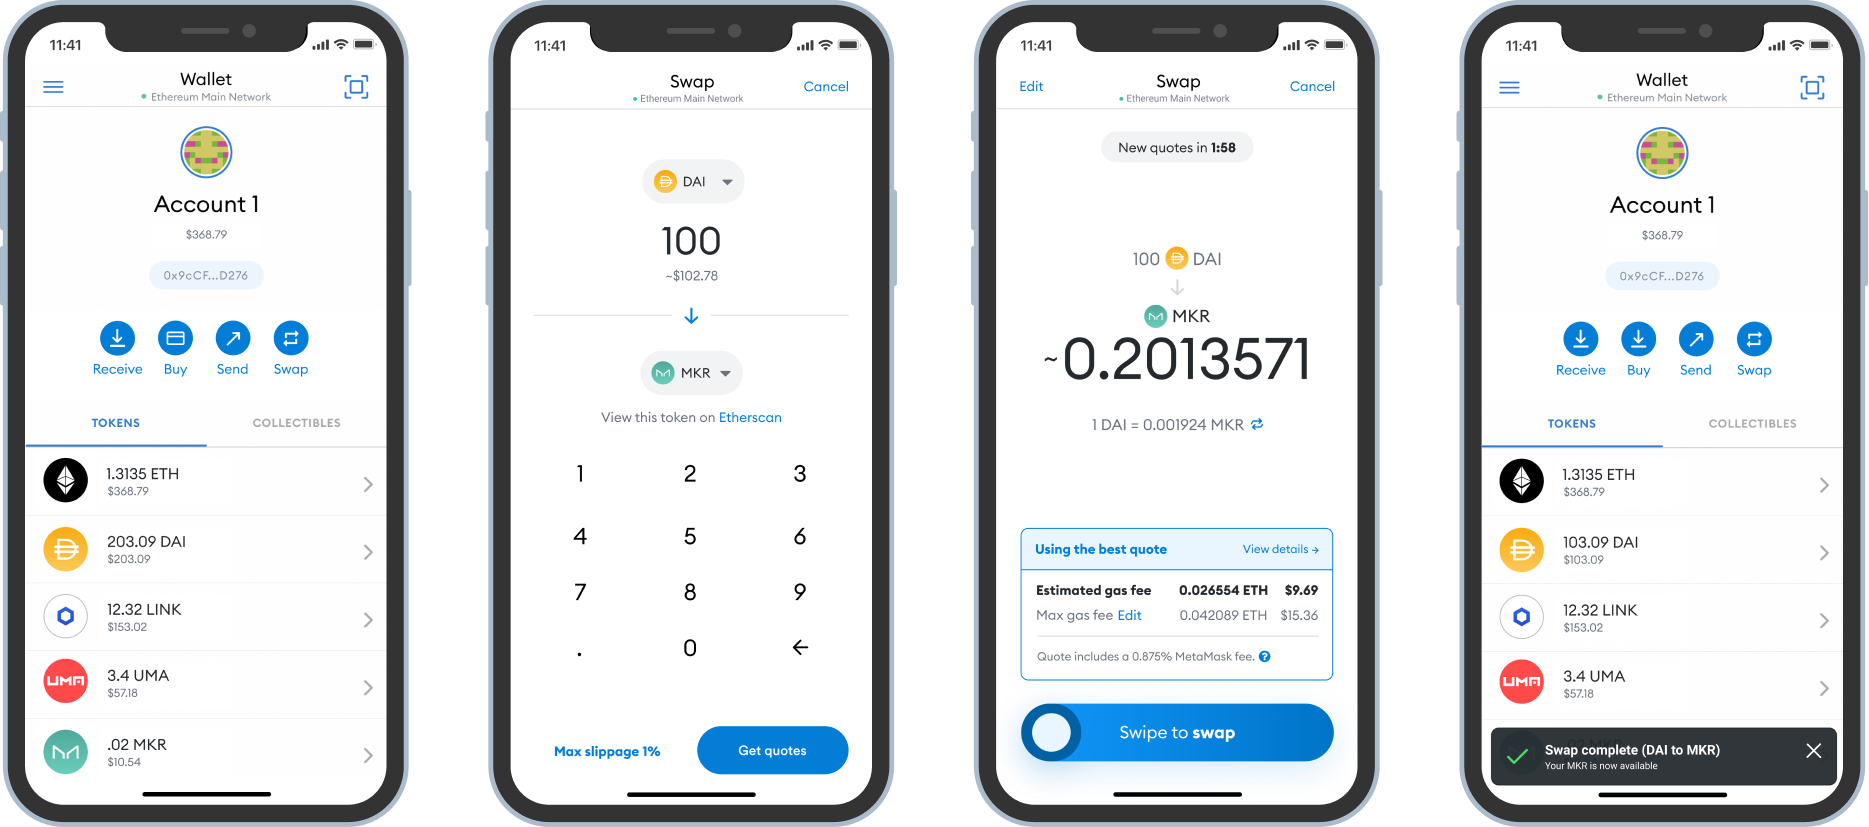 11:41
Wallet
Ethereum Main Network
Account 1
$368.79
0x9cCF...D276
Receive Buy Send Swap
TOKENS COLLECTIBLES
1.3135 ETH
$368.79
203.09 DAI
$203.09
12.32 LINK
$153.02
UMA
3.4 UMA
$57.18
.02 MKR
$10.54
11:41
Swap
Cancel
Ethereum Main Network
DAI
100
~$102.78
MKR
View this token on Etherscan
1 2 3
4 5 6
7 8 9
. 0
Max slippage 1% Get quotes
11:41
Edit Swap Cancel
Ethereum Main Network
New quotes in 1:58
100 DAI
MKR
~0.2013571
1 DAI = 0.001924 MKR
Using the best quote View details →
Estimated gas fee 0.026554 ETH $9.69
Max gas fee Edit 0.042089 ETH $15.36
Quote includes a 0.875% MetaMask fee. ?
Swipe to swap
11:41
Wallet
Ethereum Main Network
Account 1
$368.79
0x9cCF...D276
Receive Buy Send Swap
TOKENS COLLECTIBLES
1.3135 ETH
$368.79
103.09 DAI
$103.09
12.32 LINK
$153.02
UMA
3.4 UMA
$57.18
Swap complete (DAI to MKR)
Your MKR is now available